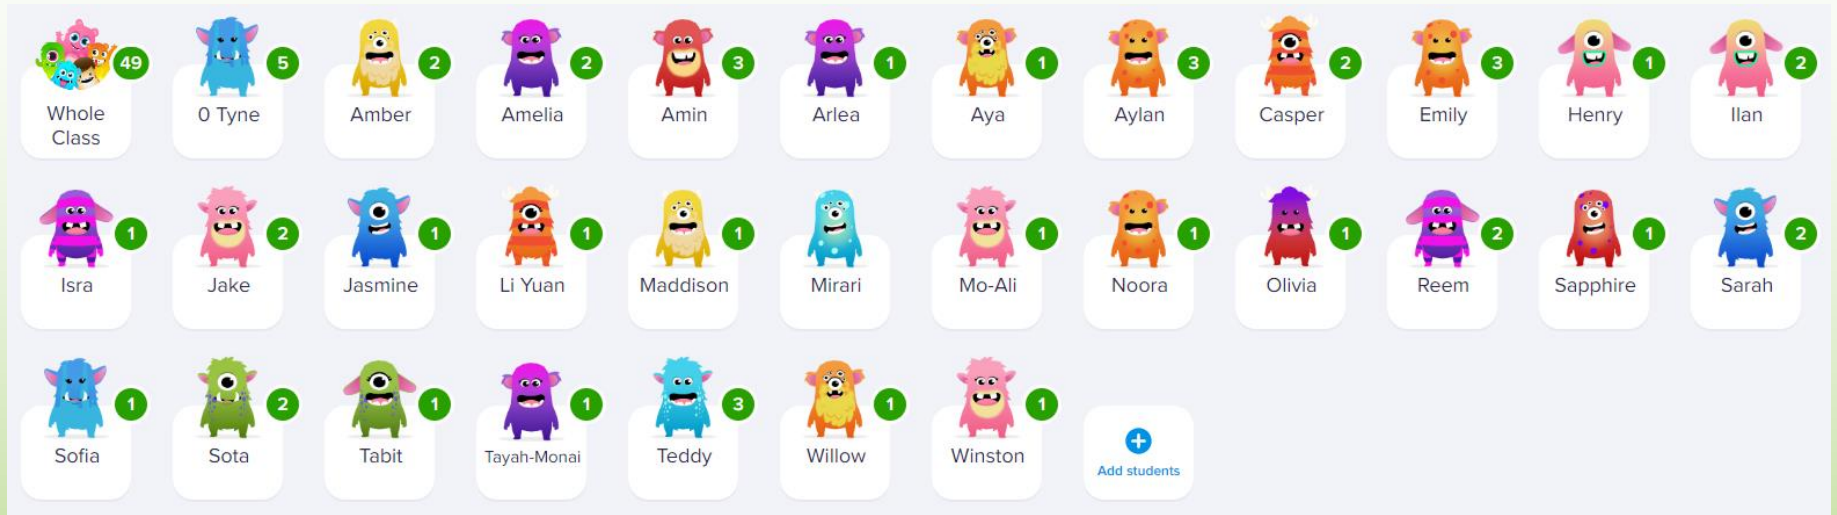 49 5 2 2 3 1 1 3 2 3 1 2
Whole 0 Tyne Amber Amelia Amin Arlea Aya Aylan Casper Emily Henry Ilan
Class
1 2 1 1 1 1 1 1 2 1 2
Isra Jake Jasmine Li Yuan Maddison Mirari Mo-Ali Noora Olivia Reem Sapphire Sarah
1 2 1 1 3 1 1
Sofia Sota Tabit Tayah-Monai Teddy Willow Winston
Add students